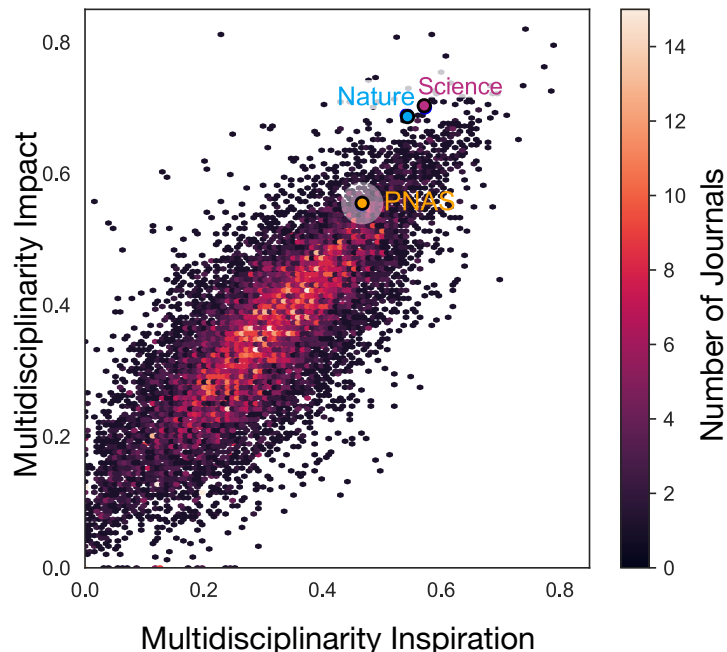 0.8
0.6
0.4
0.2
0.0
Multidisciplinarity Impact
Nature
Science
PNAS
0.0 0.2 0.4 0.6 0.8
Multidisciplinarity Inspiration
14
12
10
8
6
4
2
0
Number of Journals